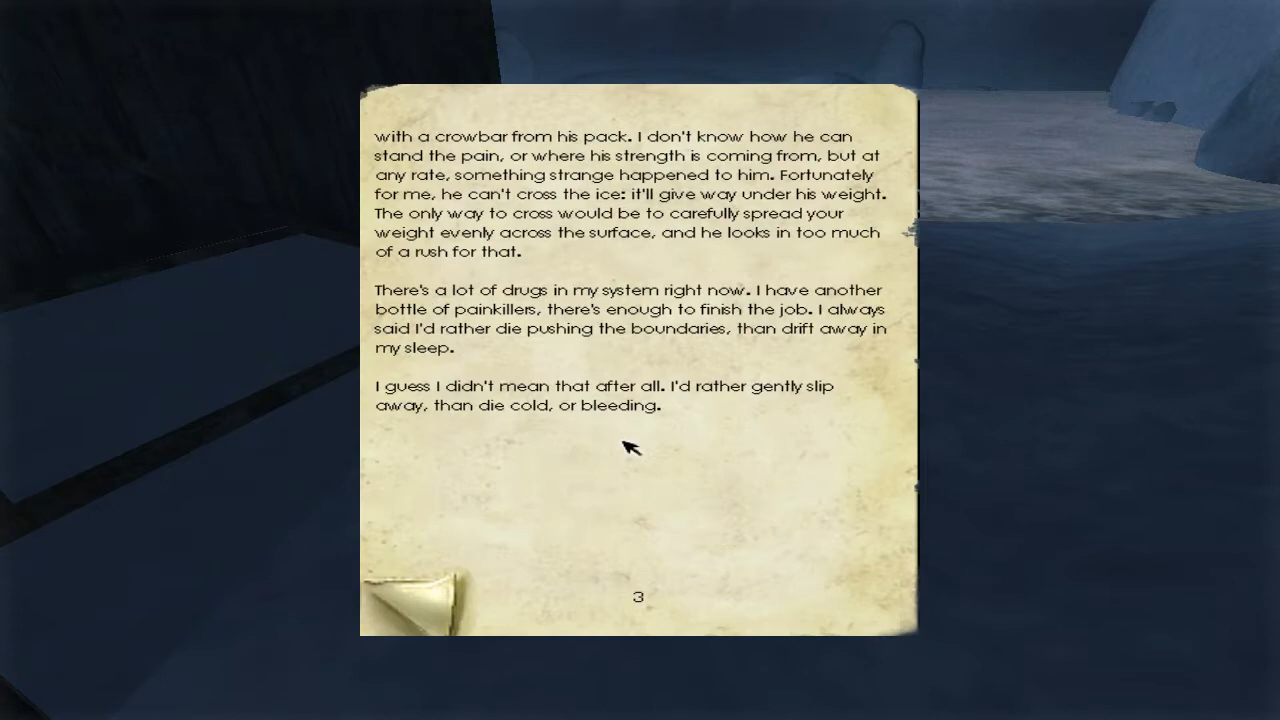 with a crowbar from his pack. I don't know how he can
stand the pain, or where his strength is coming from, but at
any rate, something strange happened to him. Fortunately
for me, he can't cross the ice: it'll give way under his weight.
The only way to cross would be to carefully spread your
weight evenly across the surface, and he looks in too much
of a rush for that.
There's a lot of drugs in my system right now. I have another
bottle of painkillers, there's enough to finish the job. I always
said I'd rather die pushing the boundaries, than drift away in
my sleep.
I guess I didn't mean that after all. I'd rather gently slip
away, than die cold, or bleeding.
3